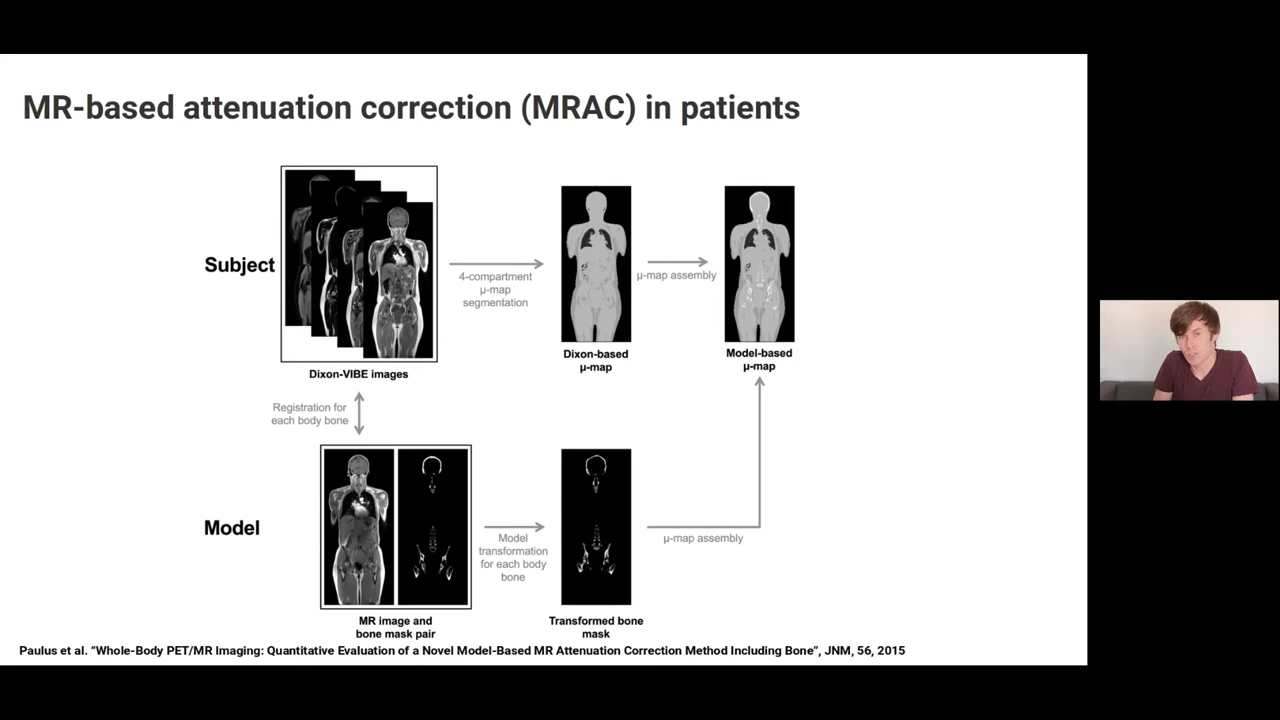 MR-based attenuation correction (MRAC) in patients
Subject
4-compartment
μ-map
segmentation
μ-map assembly
Dixon-VIBE images
Dixon-based
μ-map
Model-based
μ-map
Registration for
each body bone
Model
Model
transformation
for each body
bone
μ-map assembly
MR image and
bone mask pair
Transformed bone
mask
Paulus et al. “Whole-Body PET/MR Imaging: Quantitative Evaluation of a Novel Model-Based MR Attenuation Correction Method Including Bone”, JNM, 56, 2015